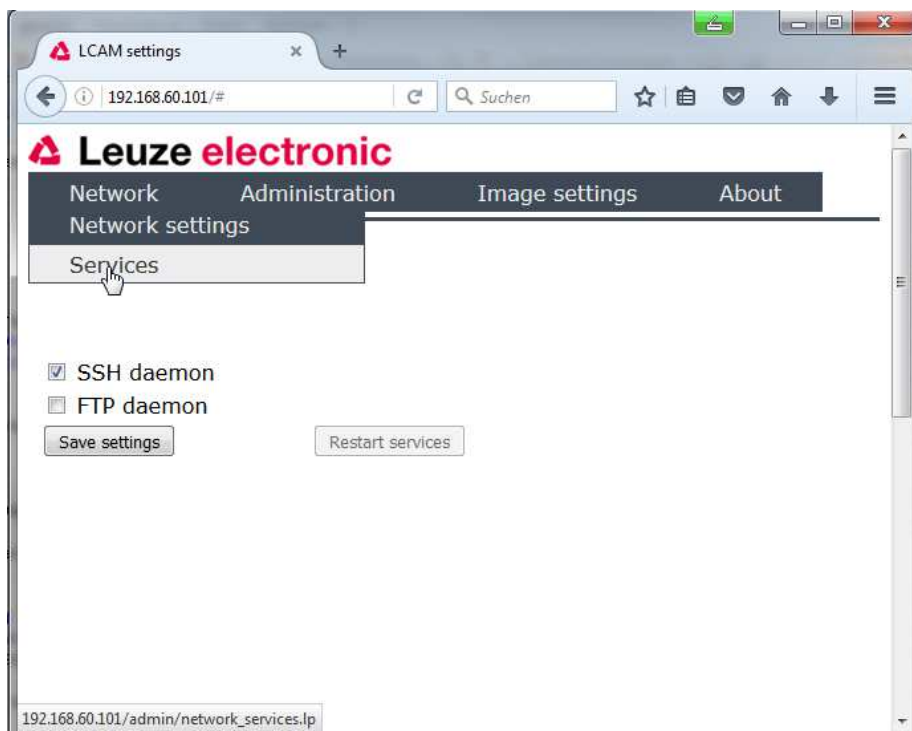 LCAM settings
192.168.60.101/#
Suchen
Leuze electronic
Network Administration Image settings About
Network settings
Services
SSH daemon
FTP daemon
Save settings Restart services
192.168.60.101/admin/network_services.lp